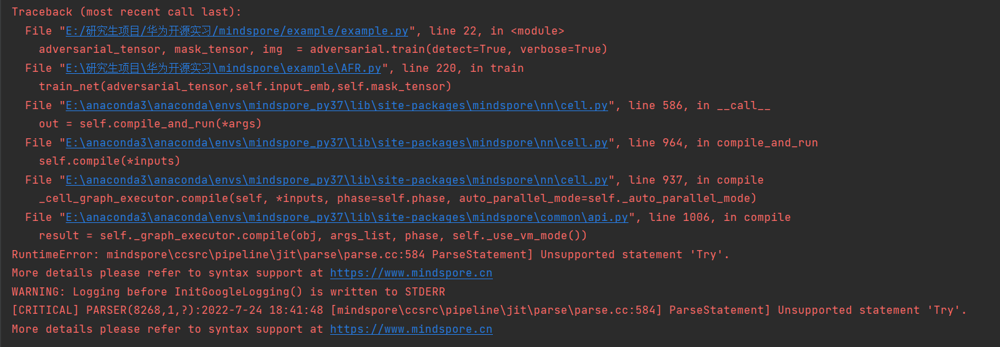 Traceback (most recent call last):
File "E:/研究生项目/华为开源实习/mindspore/example/example.py", line 22, in <module>
adversarial_tensor, mask_tensor, img  = adversarial.train(detect=True, verbose=True)
File "E:\研究生项目\华为开源实习\mindspore\example\AFR.py", line 220, in train
train_net(adversarial_tensor,self.input_emb,self.mask_tensor)
File "E:\anaconda3\anaconda\envs\mindspore_py37\lib\site-packages\mindspore\nn\cell.py", line 586, in __call__
out = self.compile_and_run(*args)
File "E:\anaconda3\anaconda\envs\mindspore_py37\lib\site-packages\mindspore\nn\cell.py", line 964, in compile_and_run
self.compile(*inputs)
File "E:\anaconda3\anaconda\envs\mindspore_py37\lib\site-packages\mindspore\nn\cell.py", line 937, in compile
_cell_graph_executor.compile(self, *inputs, phase=self.phase, auto_parallel_mode=self._auto_parallel_mode)
File "E:\anaconda3\anaconda\envs\mindspore_py37\lib\site-packages\mindspore\common\api.py", line 1006, in compile
result = self._graph_executor.compile(obj, args_list, phase, self._use_vm_mode())
RuntimeError: mindspore\ccsrc\pipeline\jit\parse\parse.cc:584 ParseStatement] Unsupported statement 'Try'.
More details please refer to syntax support at https://www.mindspore.cn
WARNING: Logging before InitGoogleLogging() is written to STDERR
[CRITICAL] PARSER(8268,1,?):2022-7-24 18:41:48 [mindspore\ccsrc\pipeline\jit\parse\parse.cc:584] ParseStatement] Unsupported statement 'Try'.
More details please refer to syntax support at https://www.mindspore.cn